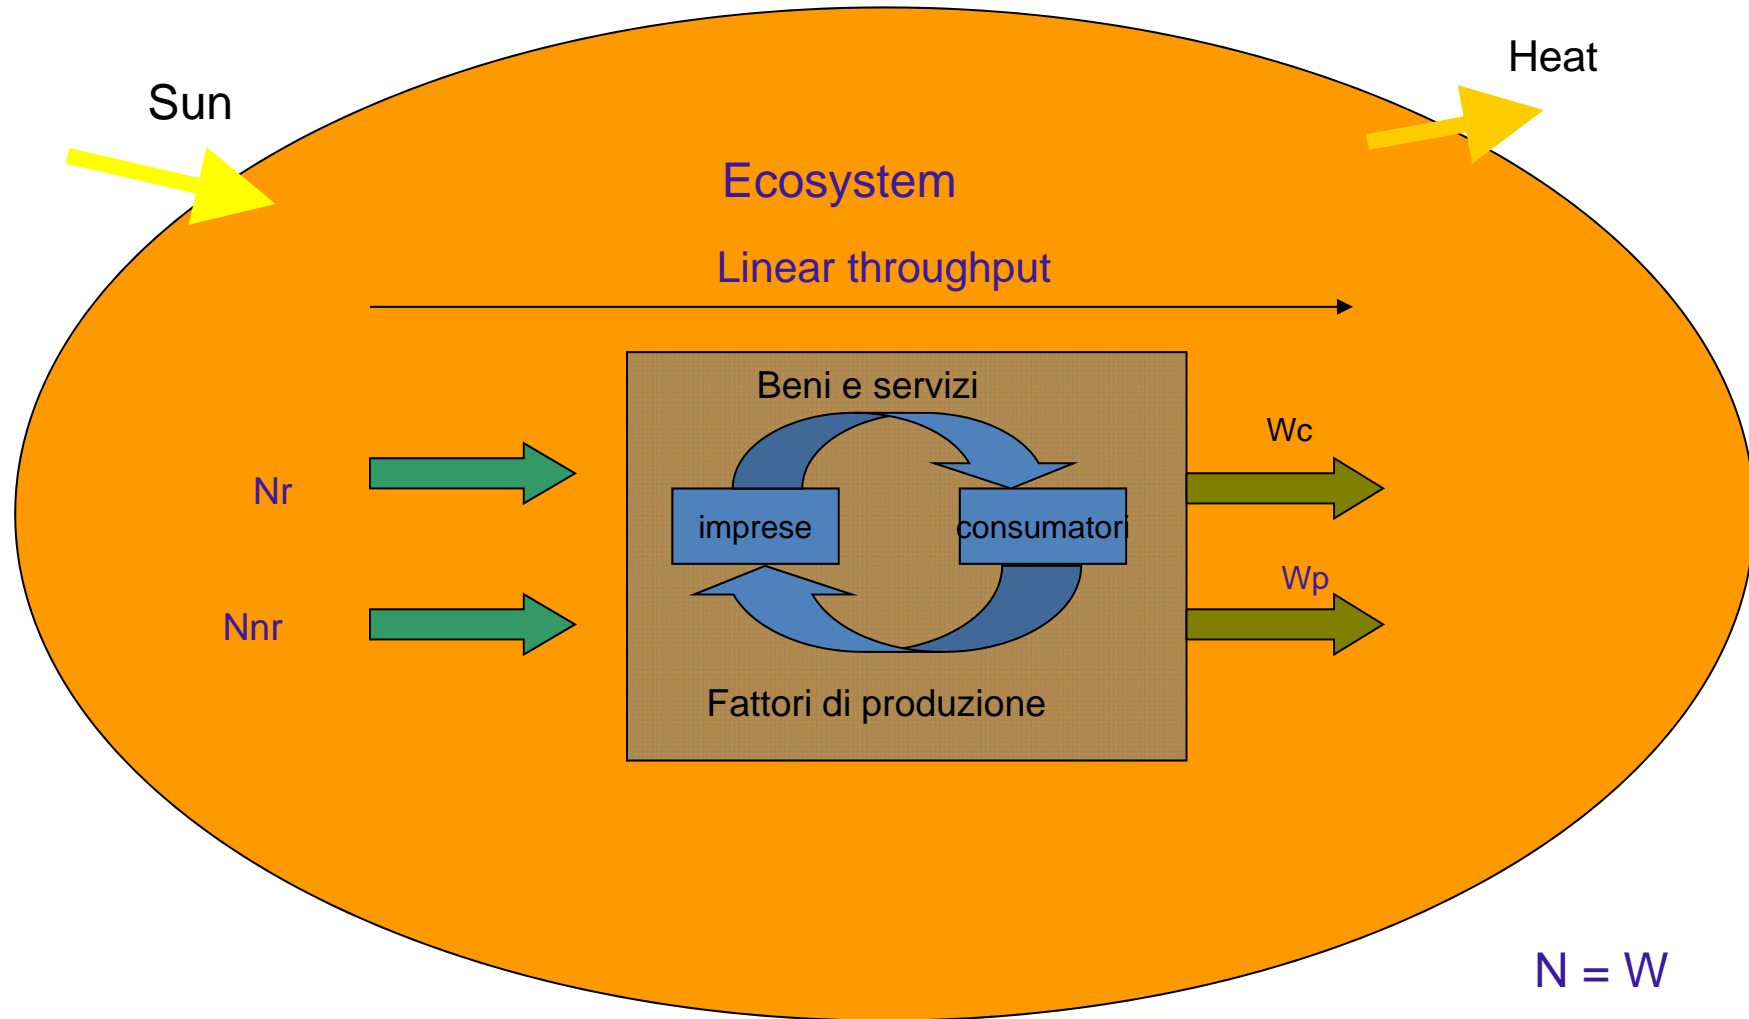 Sun
Heat
Ecosystem
Linear throughput
Beni e servizi
Wc
Nr
imprese
consumatori
Wp
Nnr
Fattori di produzione
N = W